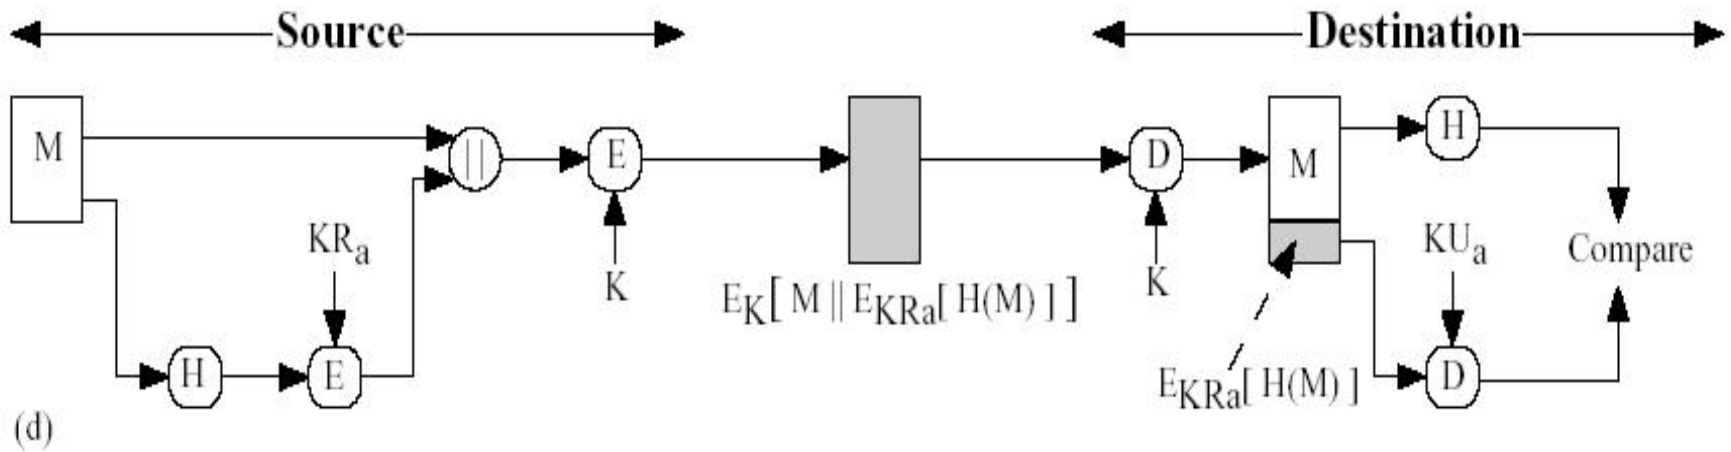 Source
Destination
M
||
E
D
M
H
KRa
K
K
KUa
Compare
EK[ M || EKRa[ H(M) ] ]
H
E
EKRa[ H(M) ]
D
(d)